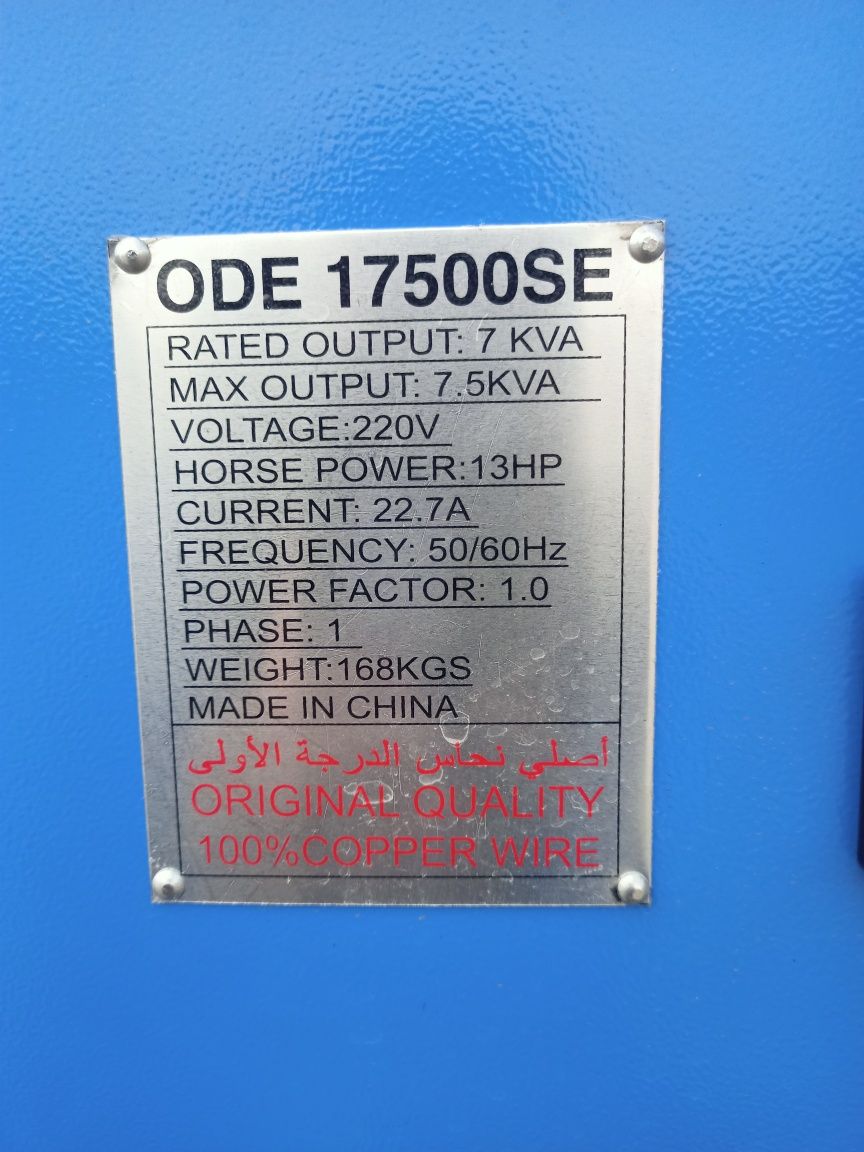 ODE 17500SE
RATED OUTPUT: 7 KVA
MAX OUTPUT: 7.5KVA
VOLTAGE:220V
HORSE POWER:13HP
CURRENT: 22.7A
FREQUENCY: 50/60Hz
POWER FACTOR: 1.0
PHASE: 1
WEIGHT:168KGS
MADE IN CHINA
أصلي نحاس الدرجة الأولى
ORIGINAL QUALITY
100%COPPER WIRE